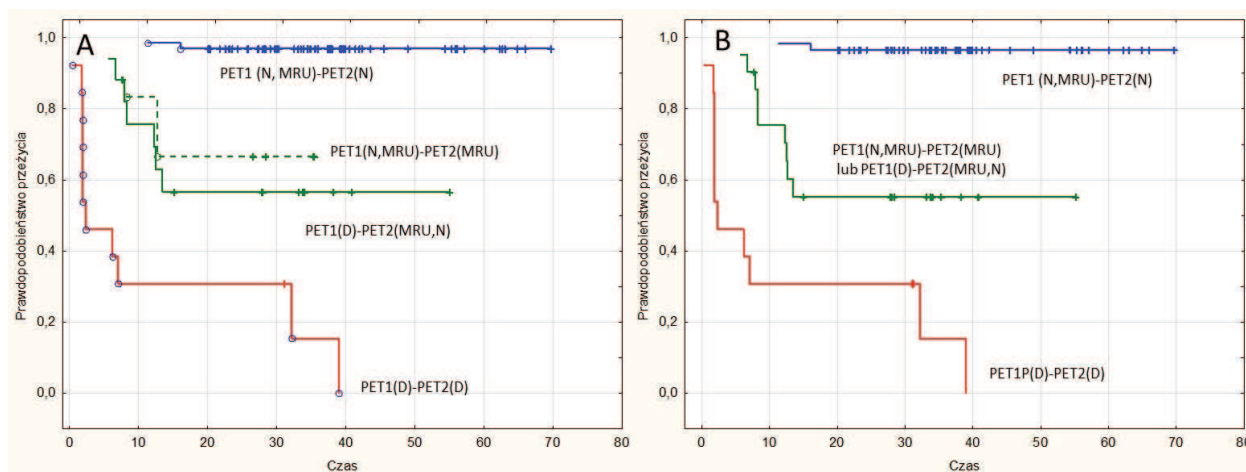 A
Prawdopodobieństwo przeżycia
1,0
0,8
0,6
0,4
0,2
0,0
PET1 (N, MRU)-PET2(N)
PET1(N,MRU)-PET2(MRU)
PET1(D)-PET2(MRU,N)
PET1(D)-PET2(D)
0 10 20 30 40 50 60 70 80
Czas
B
Prawdopodobieństwo przeżycia
1,0
0,8
0,6
0,4
0,2
0,0
PET1 (N,MRU)-PET2(N)
PET1(N,MRU)-PET2(MRU)
lub PET1(D)-PET2(MRU,N)
PET1P(D)-PET2(D)
0 10 20 30 40 50 60 70 80
Czas